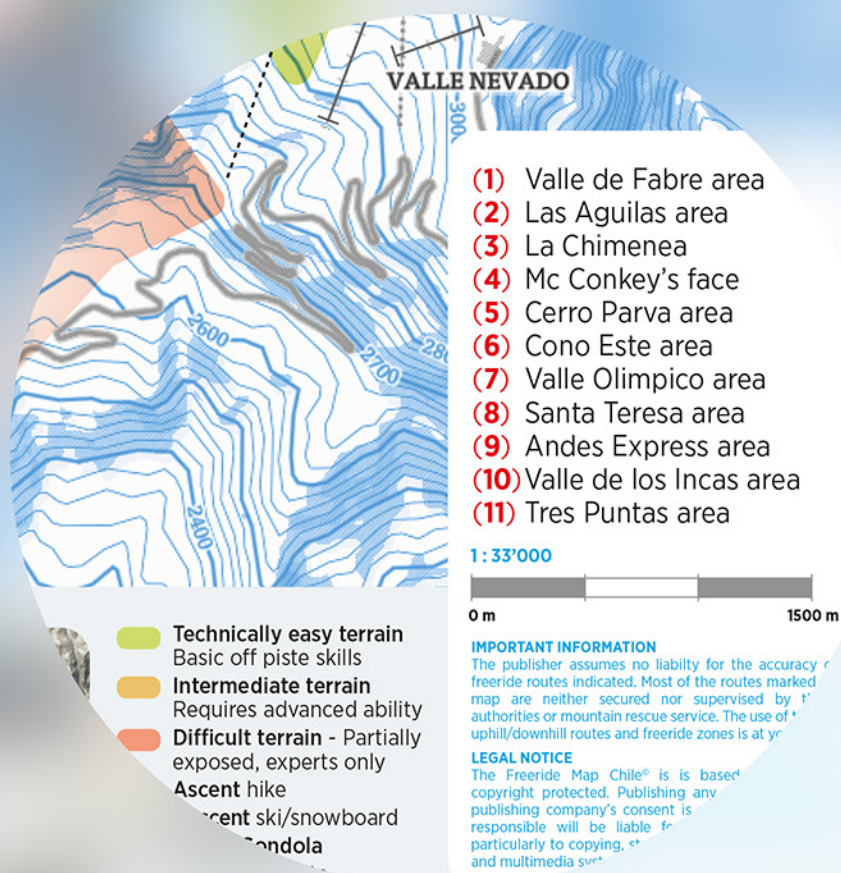 VALLE NEVADO
2600
2700
2400
(1) Valle de Fabre area
(2) Las Aguilas area
(3) La Chimenea
(4) Mc Conkey's face
(5) Cerro Parva area
(6) Cono Este area
(7) Valle Olimpico area
(8) Santa Teresa area
(9) Andes Express area
(10) Valle de los Incas area
(11) Tres Puntas area
1 : 33'000
0 m 1500 m
Technically easy terrain
Basic off piste skills
Intermediate terrain
Requires advanced ability
Difficult terrain - Partially
exposed, experts only
Ascent hike
ski/snowboard
IMPORTANT INFORMATION
The publisher assumes no liabilty for the accuracy
freeride routes indicated. Most of the routes marked
map are neither secured nor supervised by
authorities or mountain rescue service. The use of
uphill/downhill routes and freeride zones is at
LEGAL NOTICE
The Freeride Map Chile© is is based
copyright protected. Publishing any
publishing company's consent is
responsible will be liable
particularly to copying,
and multimedia